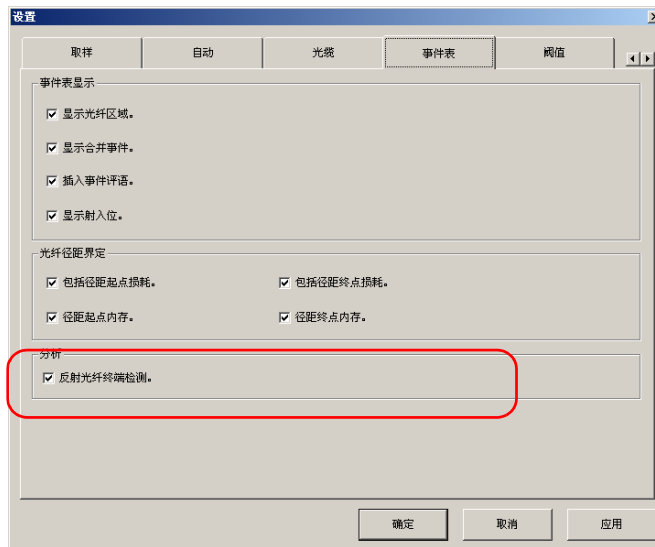 设置
取样 自动 光缆 事件表 阈值
事件表显示
显示光纤区域。
显示合并事件。
插入事件评语。
显示射入位。
光纤径距界定
包括径距起点损耗。 包括径距终点损耗。
径距起点内存。 径距终点内存。
分析
反射光纤终端检测。
确定 取消 应用